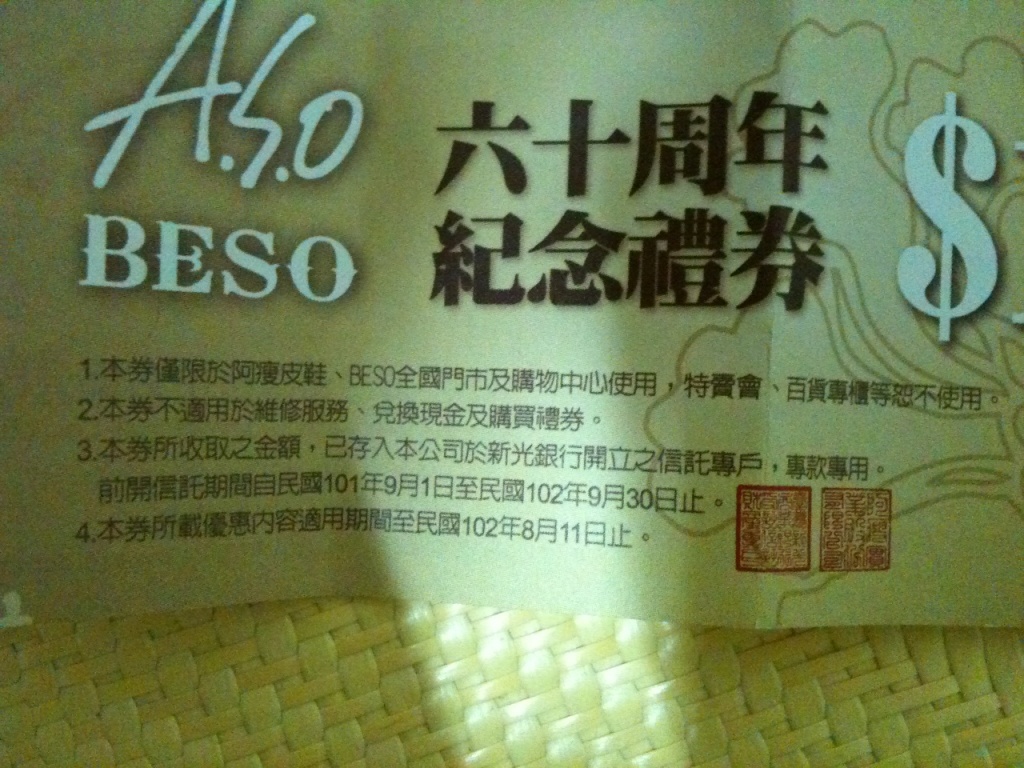 A.S.O
BESO
六十周年
紀念禮券
$
1.本券僅限於阿瘦皮鞋、BESO全國門市及購物中心使用，特賣會、百貨專櫃等恕不使用。
2.本券不適用於維修服務、兌換現金及購買禮券。
3.本券所收取之金額，已存入本公司於新光銀行開立之信託專戶，專款專用。
前開信託期間自民國101年9月1日至民國102年9月30日止。
4.本券所載優惠內容適用期間至民國102年8月11日止。